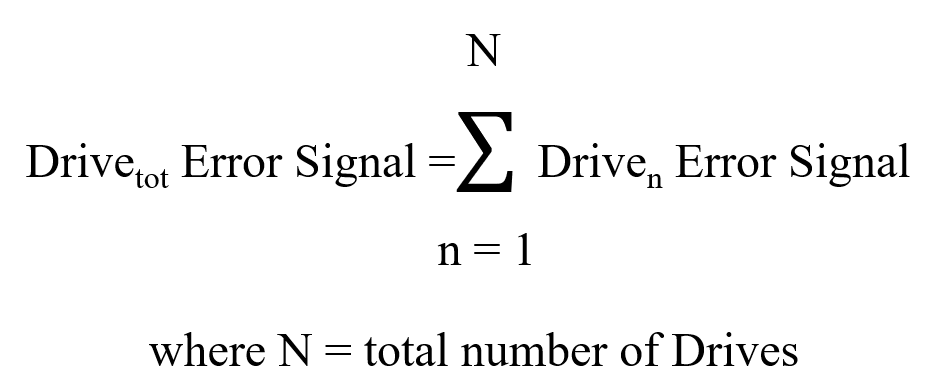 N
Drive_tot Error Signal = ∑ Drive_n Error Signal
n = 1
where N = total number of Drives